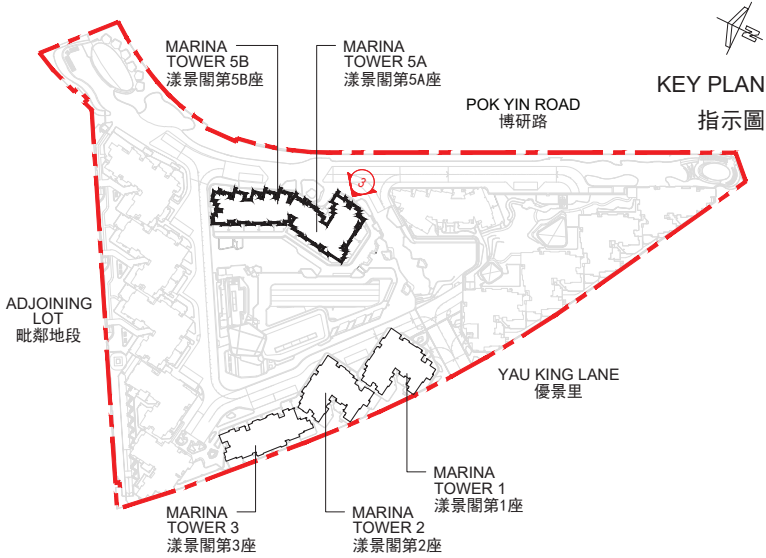 MARINA
TOWER 5B
漾景閣第5B座
MARINA
TOWER 5A
漾景閣第5A座
POK YIN ROAD
博研路
N
KEY PLAN
指示圖
3
ADJOINING
LOT
毗鄰地段
YAU KING LANE
優景里
MARINA
TOWER 1
漾景閣第1座
MARINA
TOWER 2
漾景閣第2座
MARINA
TOWER 3
漾景閣第3座